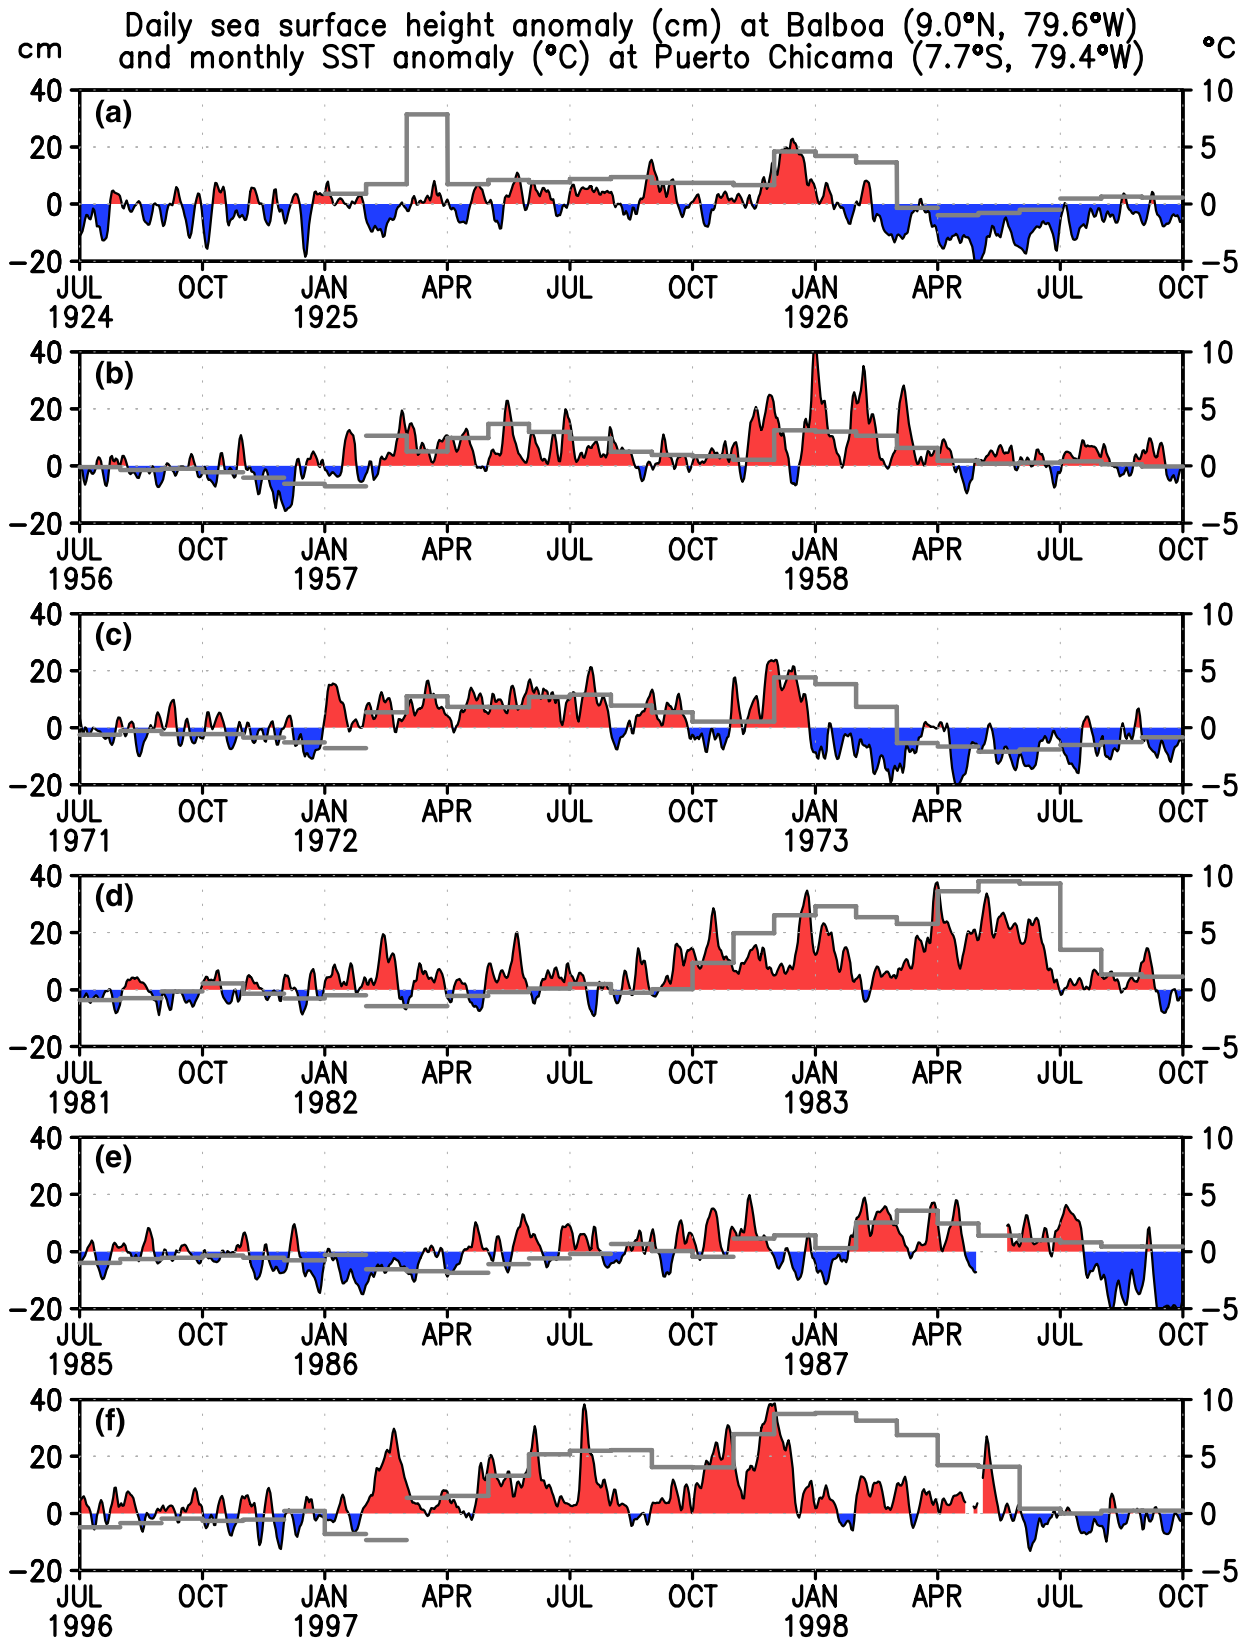 Daily sea surface height anomaly (cm) at Balboa (9.0°N, 79.6°W)
cm and monthly SST anomaly (°C) at Puerto Chicama (7.7°S, 79.4°W) °C
40 (a) 10
20 5
0 0
−20 −5
JUL OCT JAN APR JUL OCT JAN APR JUL OCT
1924 1925 1926
40 (b) 10
20 5
0 0
−20 −5
JUL OCT JAN APR JUL OCT JAN APR JUL OCT
1956 1957 1958
40 (c) 10
20 5
0 0
−20 −5
JUL OCT JAN APR JUL OCT JAN APR JUL OCT
1971 1972 1973
40 (d) 10
20 5
0 0
−20 −5
JUL OCT JAN APR JUL OCT JAN APR JUL OCT
1981 1982 1983
40 (e) 10
20 5
0 0
−20 −5
JUL OCT JAN APR JUL OCT JAN APR JUL OCT
1985 1986 1987
40 (f) 10
20 5
0 0
−20 −5
JUL OCT JAN APR JUL OCT JAN APR JUL OCT
1996 1997 1998